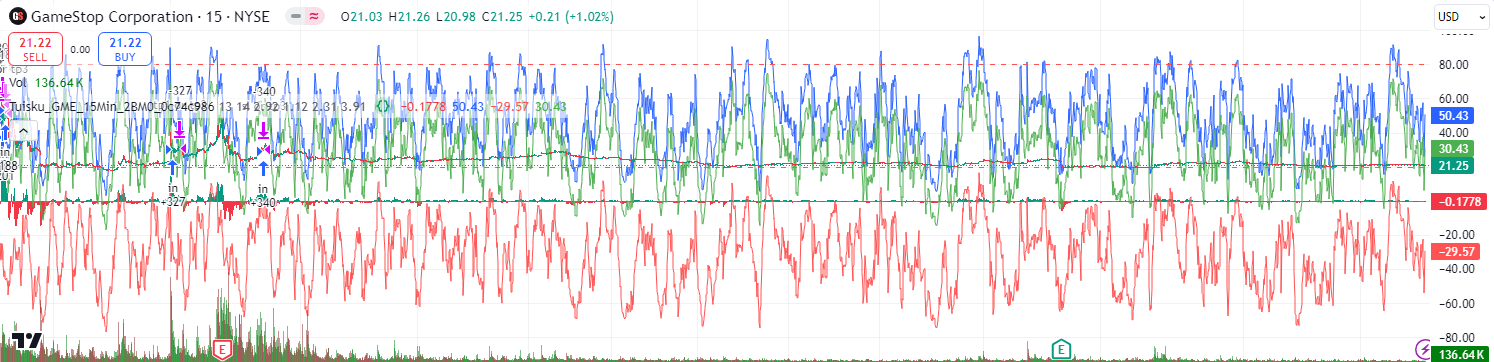 GameStop Corporation · 15 · NYSE O21.03 H21.26 L20.98 C21.25 +0.21 (+1.02%)
USD
21.22 SELL
0.00
21.22 BUY
tp3
Vol 136.64 K
-327
-340
Tuisku_GME_15Min_2BM0_0c74c986 13 14 2.92 1.12 2.31 3.91 −0.1778 50.43 −29.57 30.43
in
in
+327
+340
80.00
60.00
50.43
40.00
30.43
21.25
−0.1778
−20.00
−29.57
−40.00
−60.00
−80.00
136.64 K
E
E